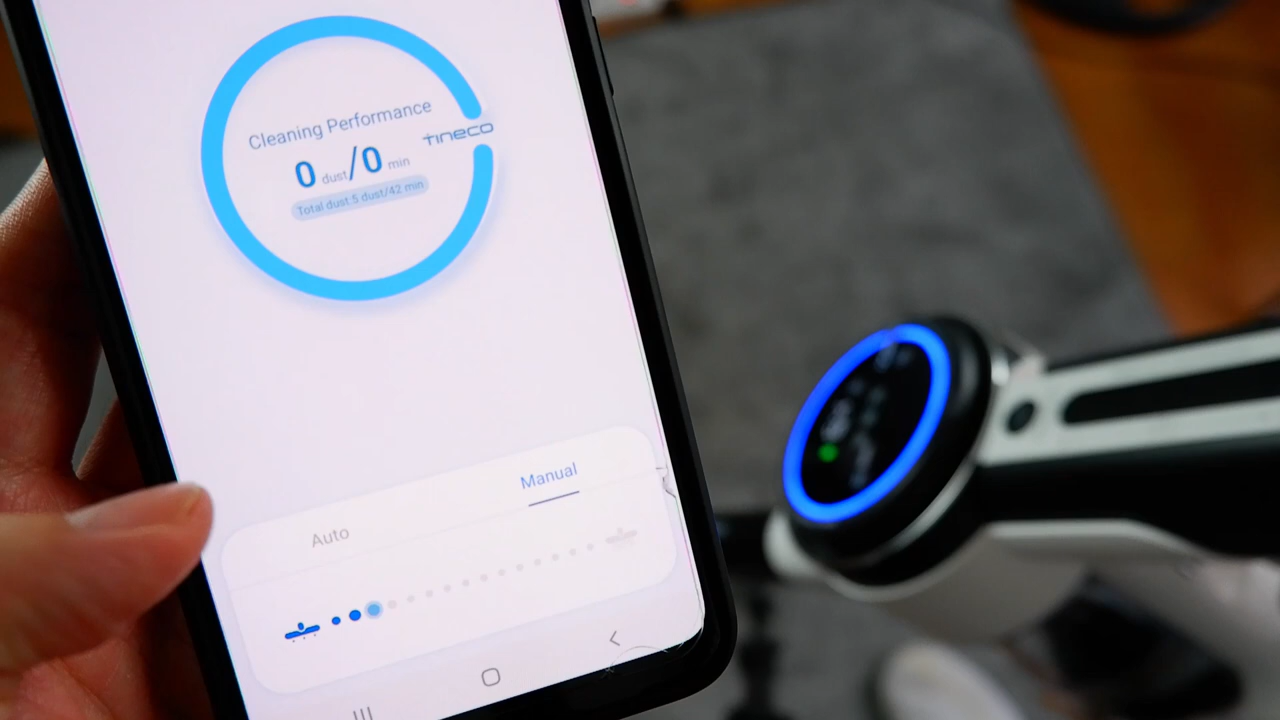 Cleaning Performance
TINECO
0 dust/0 min
Total dust 5 dust/42 min
Manual
Auto